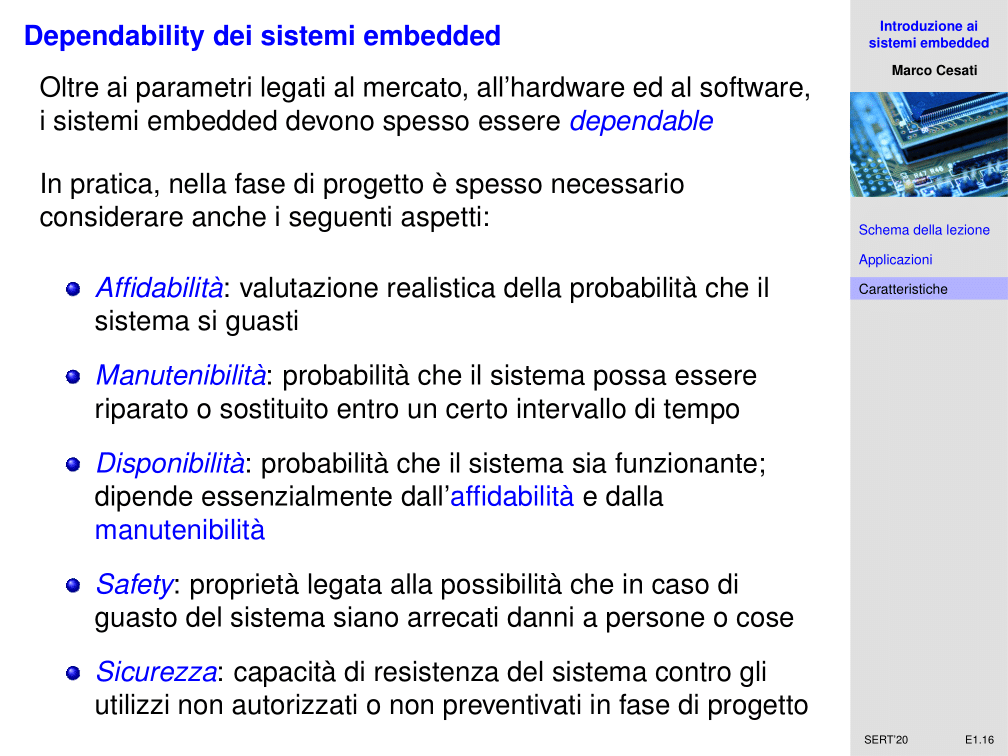 Dependability dei sistemi embedded
Oltre ai parametri legati al mercato, all'hardware ed al software,
i sistemi embedded devono spesso essere dependable
In pratica, nella fase di progetto è spesso necessario
considerare anche i seguenti aspetti:
Affidabilità: valutazione realistica della probabilità che il
sistema si guasti
Manutenibilità: probabilità che il sistema possa essere
riparato o sostituito entro un certo intervallo di tempo
Disponibilità: probabilità che il sistema sia funzionante;
dipende essenzialmente dall'affidabilità e dalla
manutenibilità
Safety: proprietà legata alla possibilità che in caso di
guasto del sistema siano arrecati danni a persone o cose
Sicurezza: capacità di resistenza del sistema contro gli
utilizzi non autorizzati o non preventivati in fase di progetto
Introduzione ai
sistemi embedded
Marco Cesati
R47 R46
Schema della lezione
Applicazioni
Caratteristiche
SERT'20 E1.16